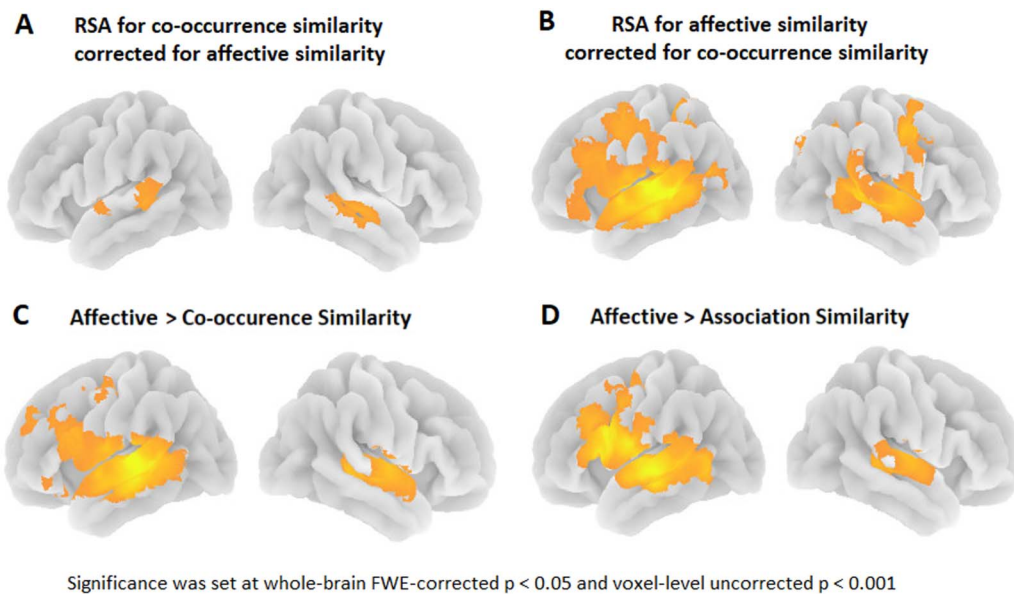 A
RSA for co-occurrence similarity
corrected for affective similarity
B
RSA for affective similarity
corrected for co-occurrence similarity
C
Affective > Co-occurence Similarity
D
Affective > Association Similarity
Significance was set at whole-brain FWE-corrected p < 0.05 and voxel-level uncorrected p < 0.001